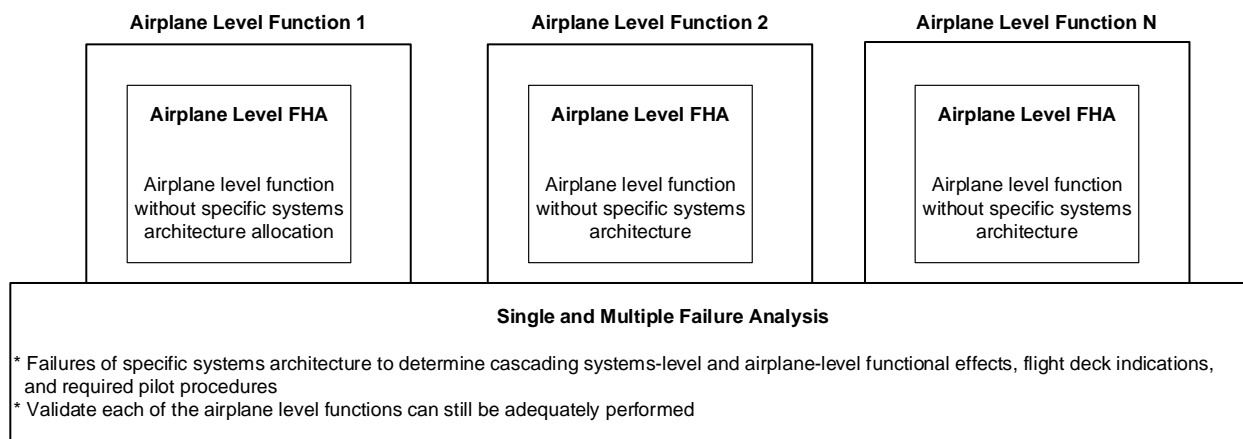 Airplane Level Function 1
Airplane Level Function 2
Airplane Level Function N
Airplane Level FHA
Airplane level function
without specific systems
architecture allocation
Airplane Level FHA
Airplane level function
without specific systems
architecture
Airplane Level FHA
Airplane level function
without specific systems
architecture
Single and Multiple Failure Analysis
* Failures of specific systems architecture to determine cascading systems-level and airplane-level functional effects, flight deck indications,
and required pilot procedures
* Validate each of the airplane level functions can still be adequately performed